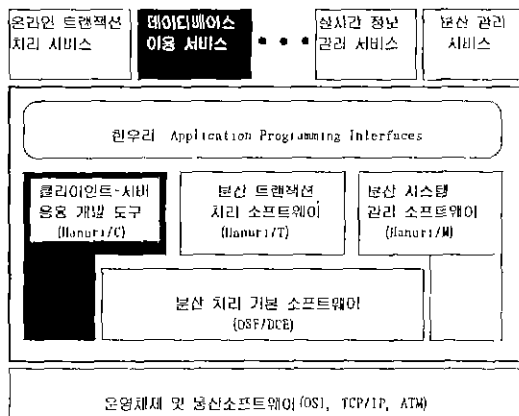 온라인 트랜잭션
처리 서비스
데이타베이스
이용 서비스
실시간 정보
관리 서비스
분산 관리
서비스
한우리 Application Programming Interfaces
클라이언트-서버
응용 개발 도구
(Hanuri/C)
분산 트랜잭션
처리 소프트웨어
(Hanuri/T)
분산 시스템
관리 소프트웨어
(Hanuri/M)
분산 처리 기본 소프트웨어
(OSF/DCE)
운영체제 및 통신소프트웨어(OSI, TCP/IP, ATM)